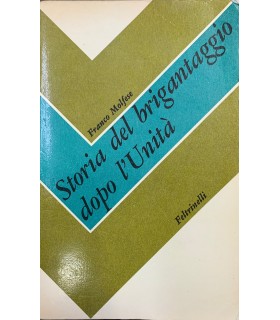 Franco Molfese
Storia del brigantaggio
dopo l'Unità
Feltrinelli